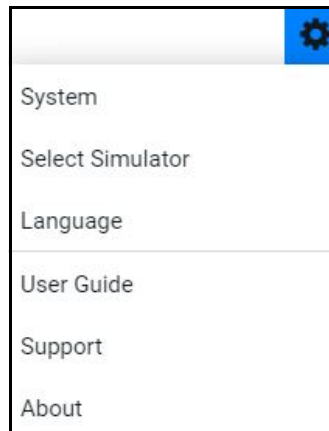 System
Select Simulator
Language
User Guide
Support
About